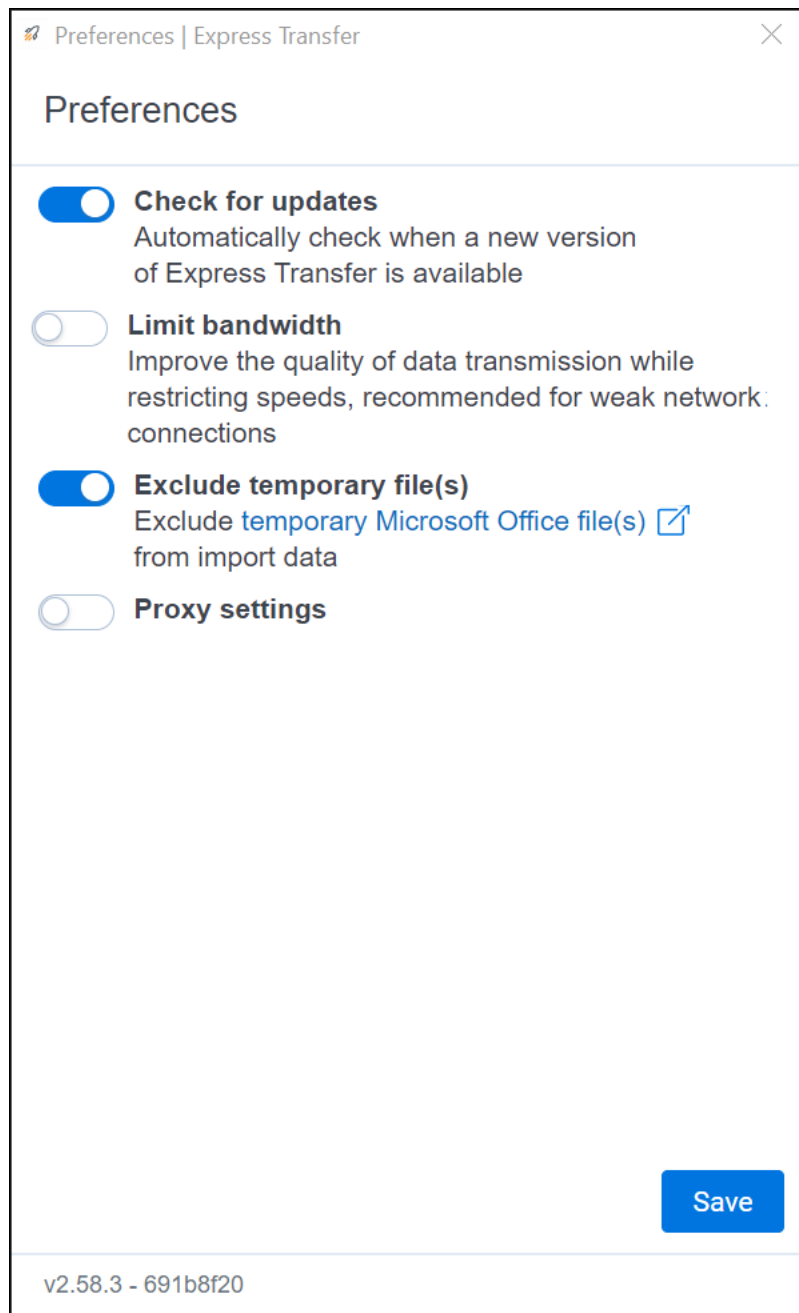 Preferences | Express Transfer
Preferences
Check for updates
Automatically check when a new version
of Express Transfer is available
Limit bandwidth
Improve the quality of data transmission while
restricting speeds, recommended for weak network
connections
Exclude temporary file(s)
Exclude temporary Microsoft Office file(s)
from import data
Proxy settings
Save
v2.58.3 - 691b8f20